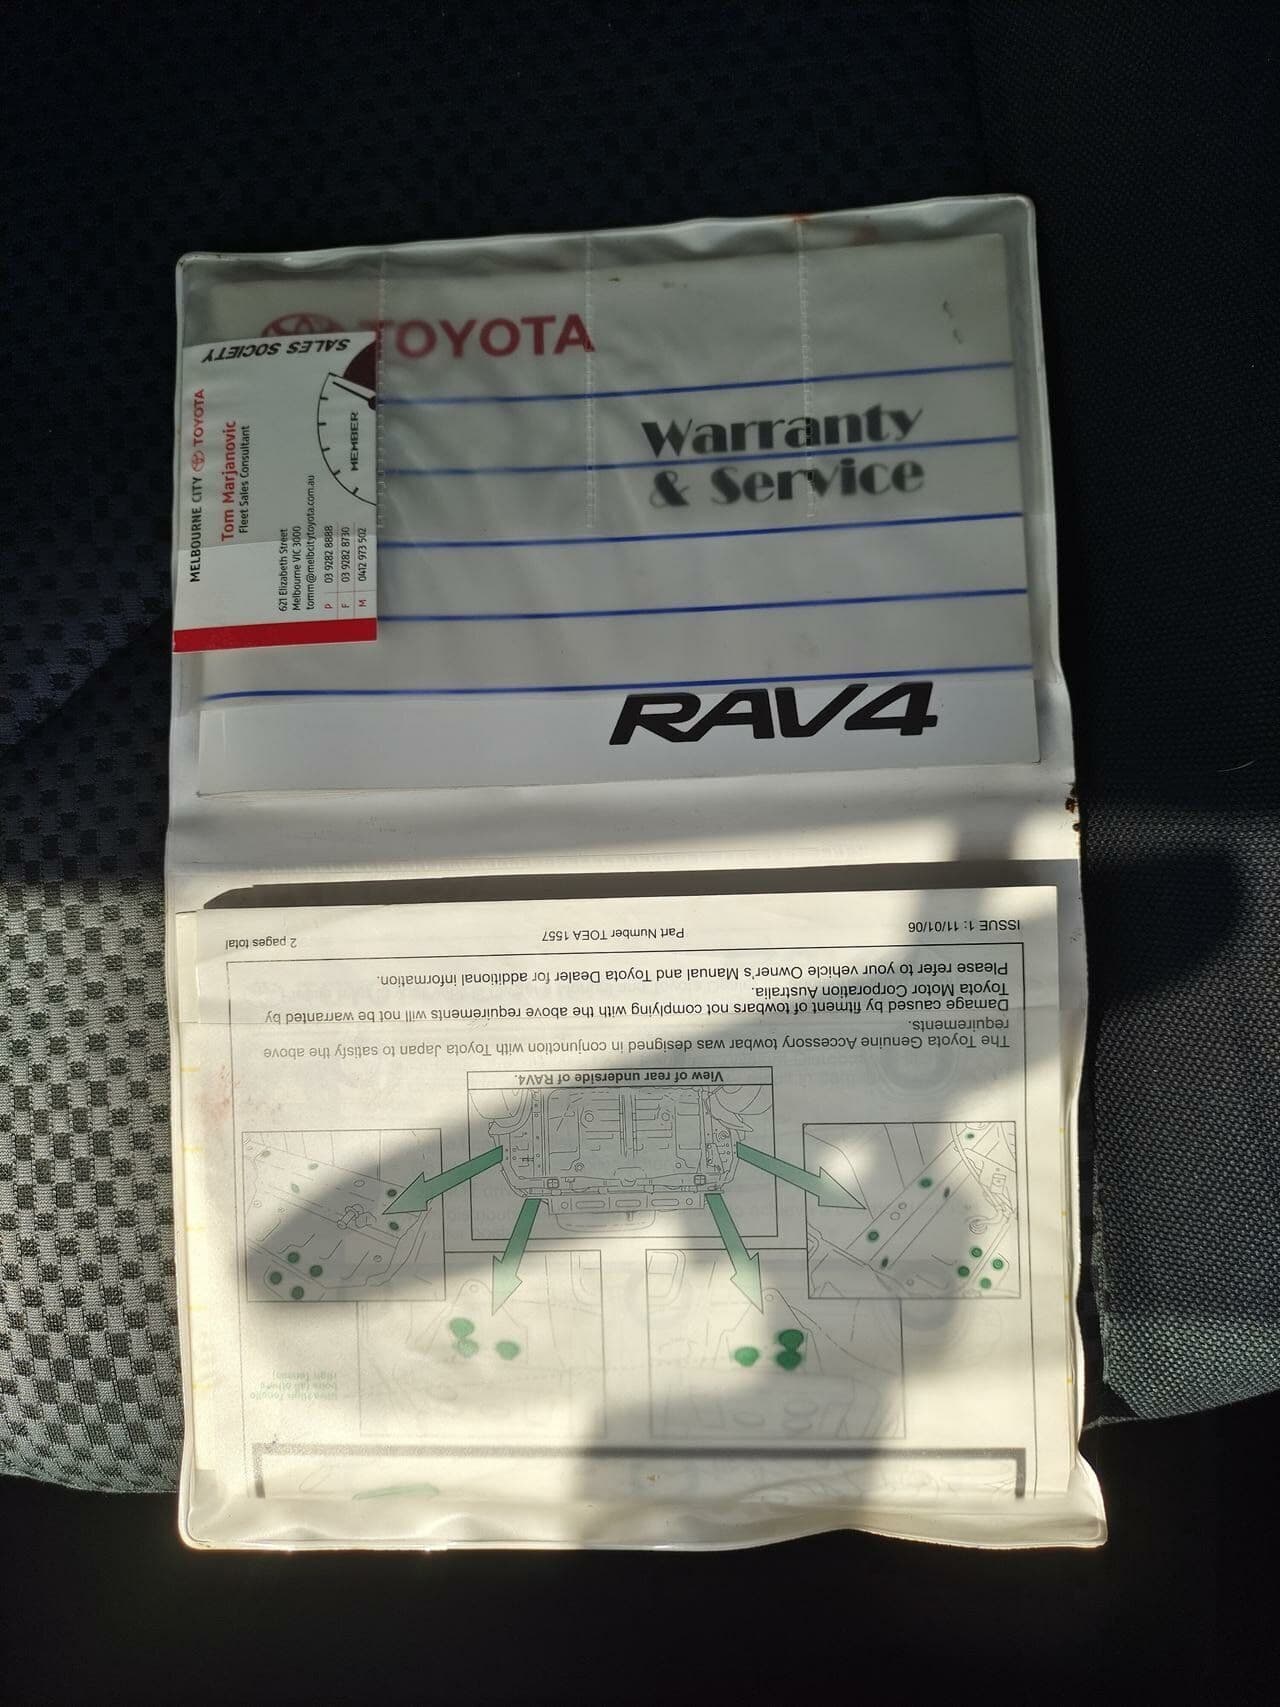 TOYOTA
Warranty
& Service
RAV4
SALES SOCIETY
MEMBER
MELBOURNE CITY TOYOTA
Tom Marjanovic
Fleet Sales Consultant
621 Elizabeth Street
Melbourne VIC 3000
tomm@melbcitytoyota.com.au
P 03 9282 8888
F 03 9282 8730
M 0412 973 502
High Tensile
View of rear underside of RAV4.
The Toyota Genuine Accessory towbar was designed in conjunction with Toyota Japan to satisfy the above
requirements.
Damage caused by fitment of towbars not complying with the above requirements will not be warranted by
Toyota Motor Corporation Australia.
Please refer to your vehicle Owner's Manual and Toyota Dealer for additional information.
ISSUE 1: 11/01/06 Part Number TOEA 1557 2 pages total